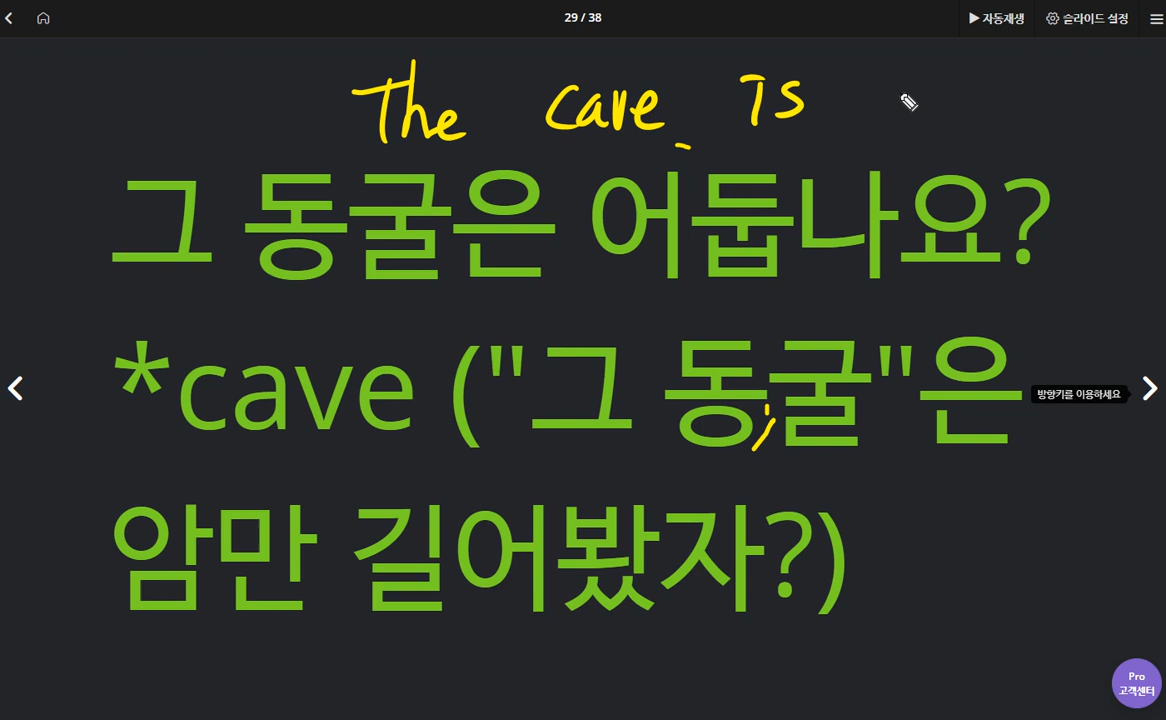 29 / 38
▶ 자동재생
슬라이드 설정
The cave is
그 동굴은 어둡나요?
*cave ("그 동굴"은
방향키를 이용하세요
암만 길어봤자?)
Pro
고객센터